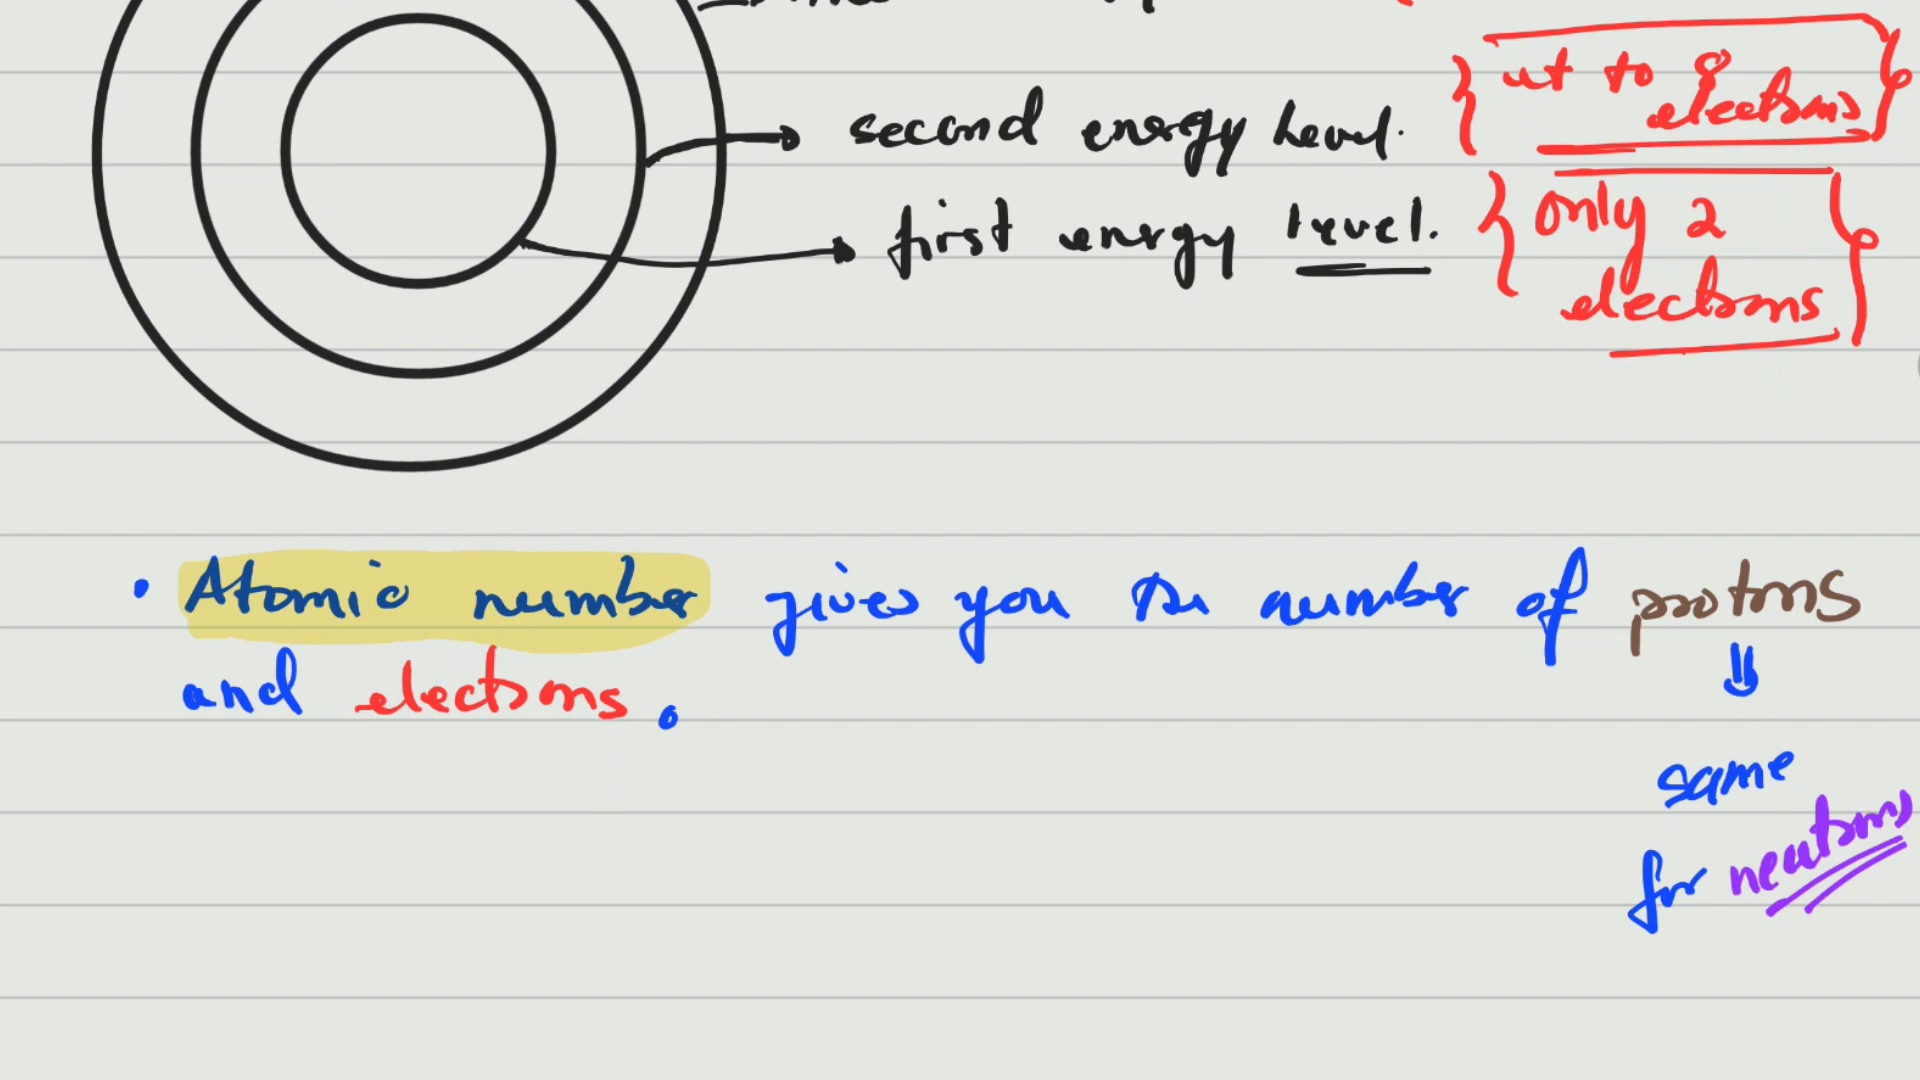 second energy level.
{ut to 8
electrons}
first energy level.
{only 2
electrons}
• Atomic number gives you the number of protons
and electrons.
same
for neutrons